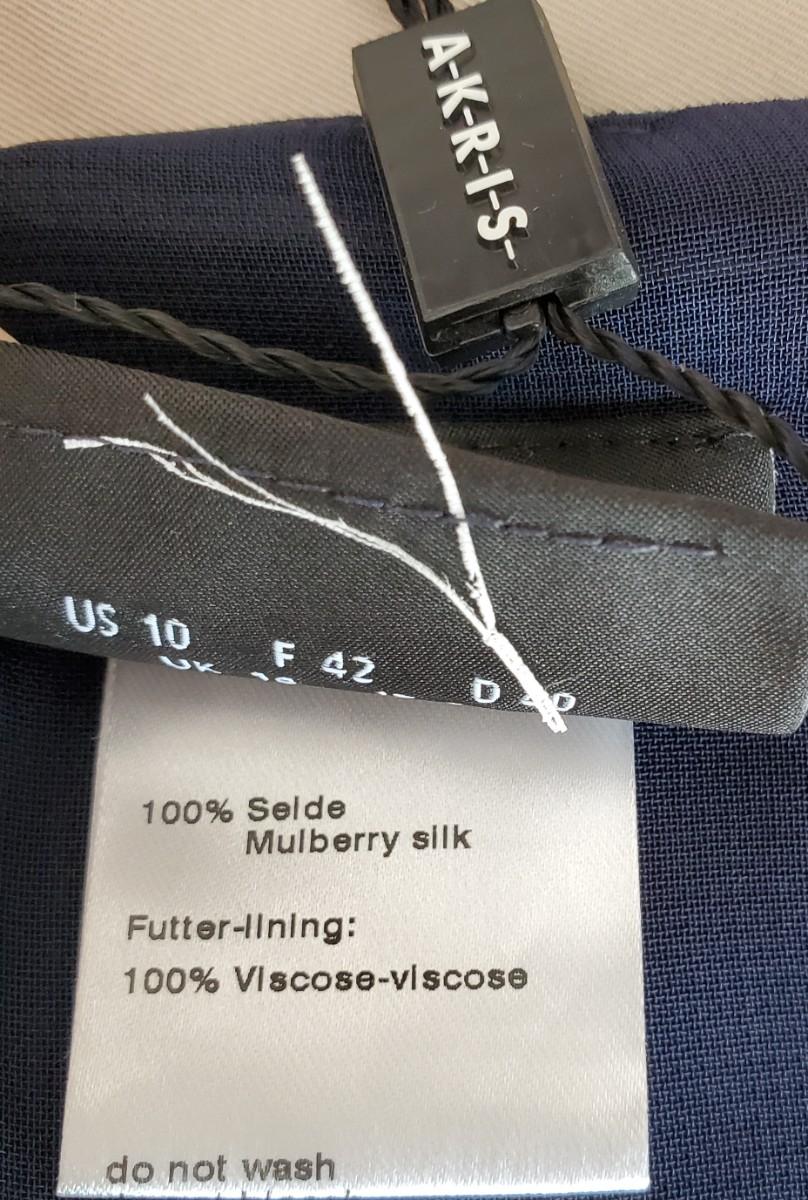 A-K-R-I-S-
US 10 F 42 D
100% Seide
Mulberry silk
Futter-lining:
100% Viscose-viscose
do not wash